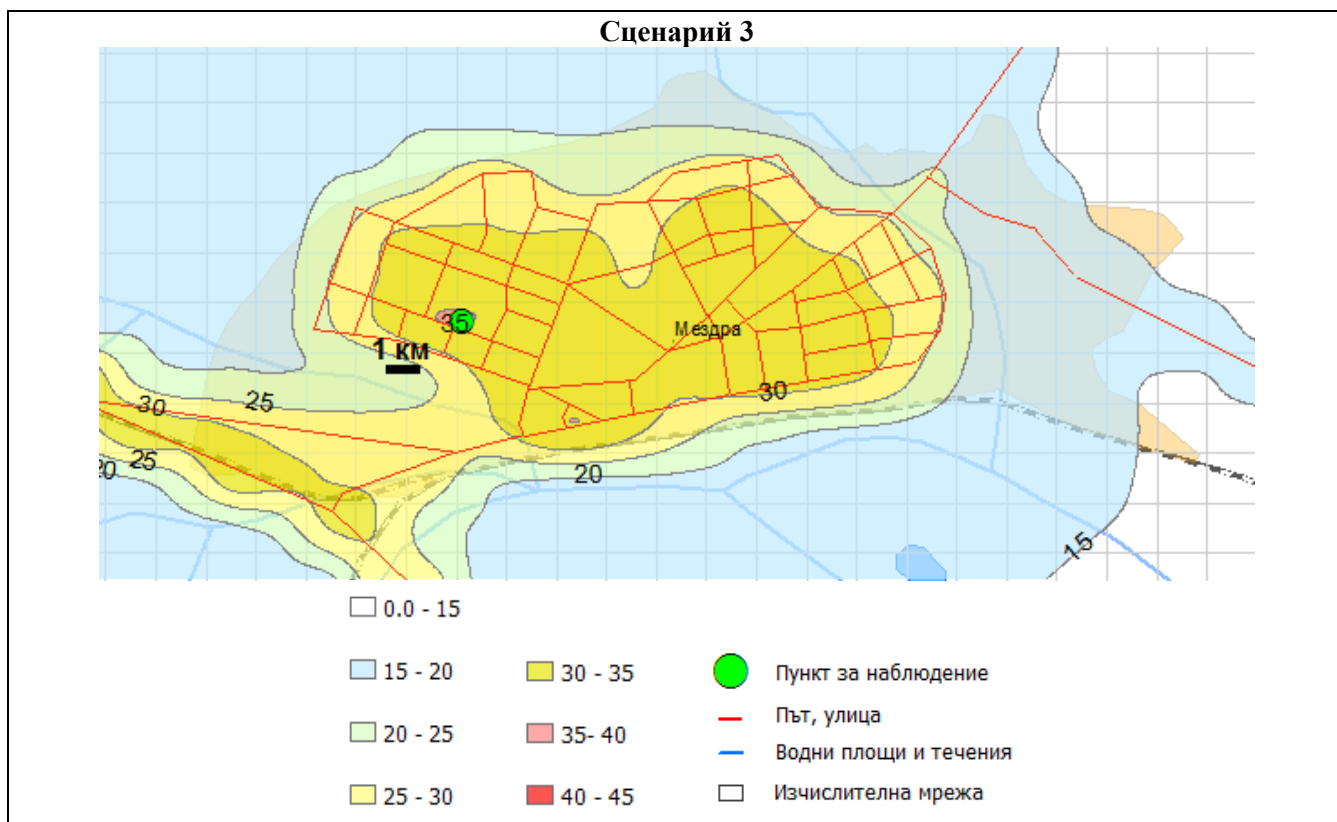 Сценарий 3
35
Мездра
1 км
30
30
25
25
20
20
15
0.0 - 15
15 - 20
30 - 35
Пункт за наблюдение
Път, улица
20 - 25
35- 40
Водни площи и течения
25 - 30
40 - 45
Изчислителна мрежа